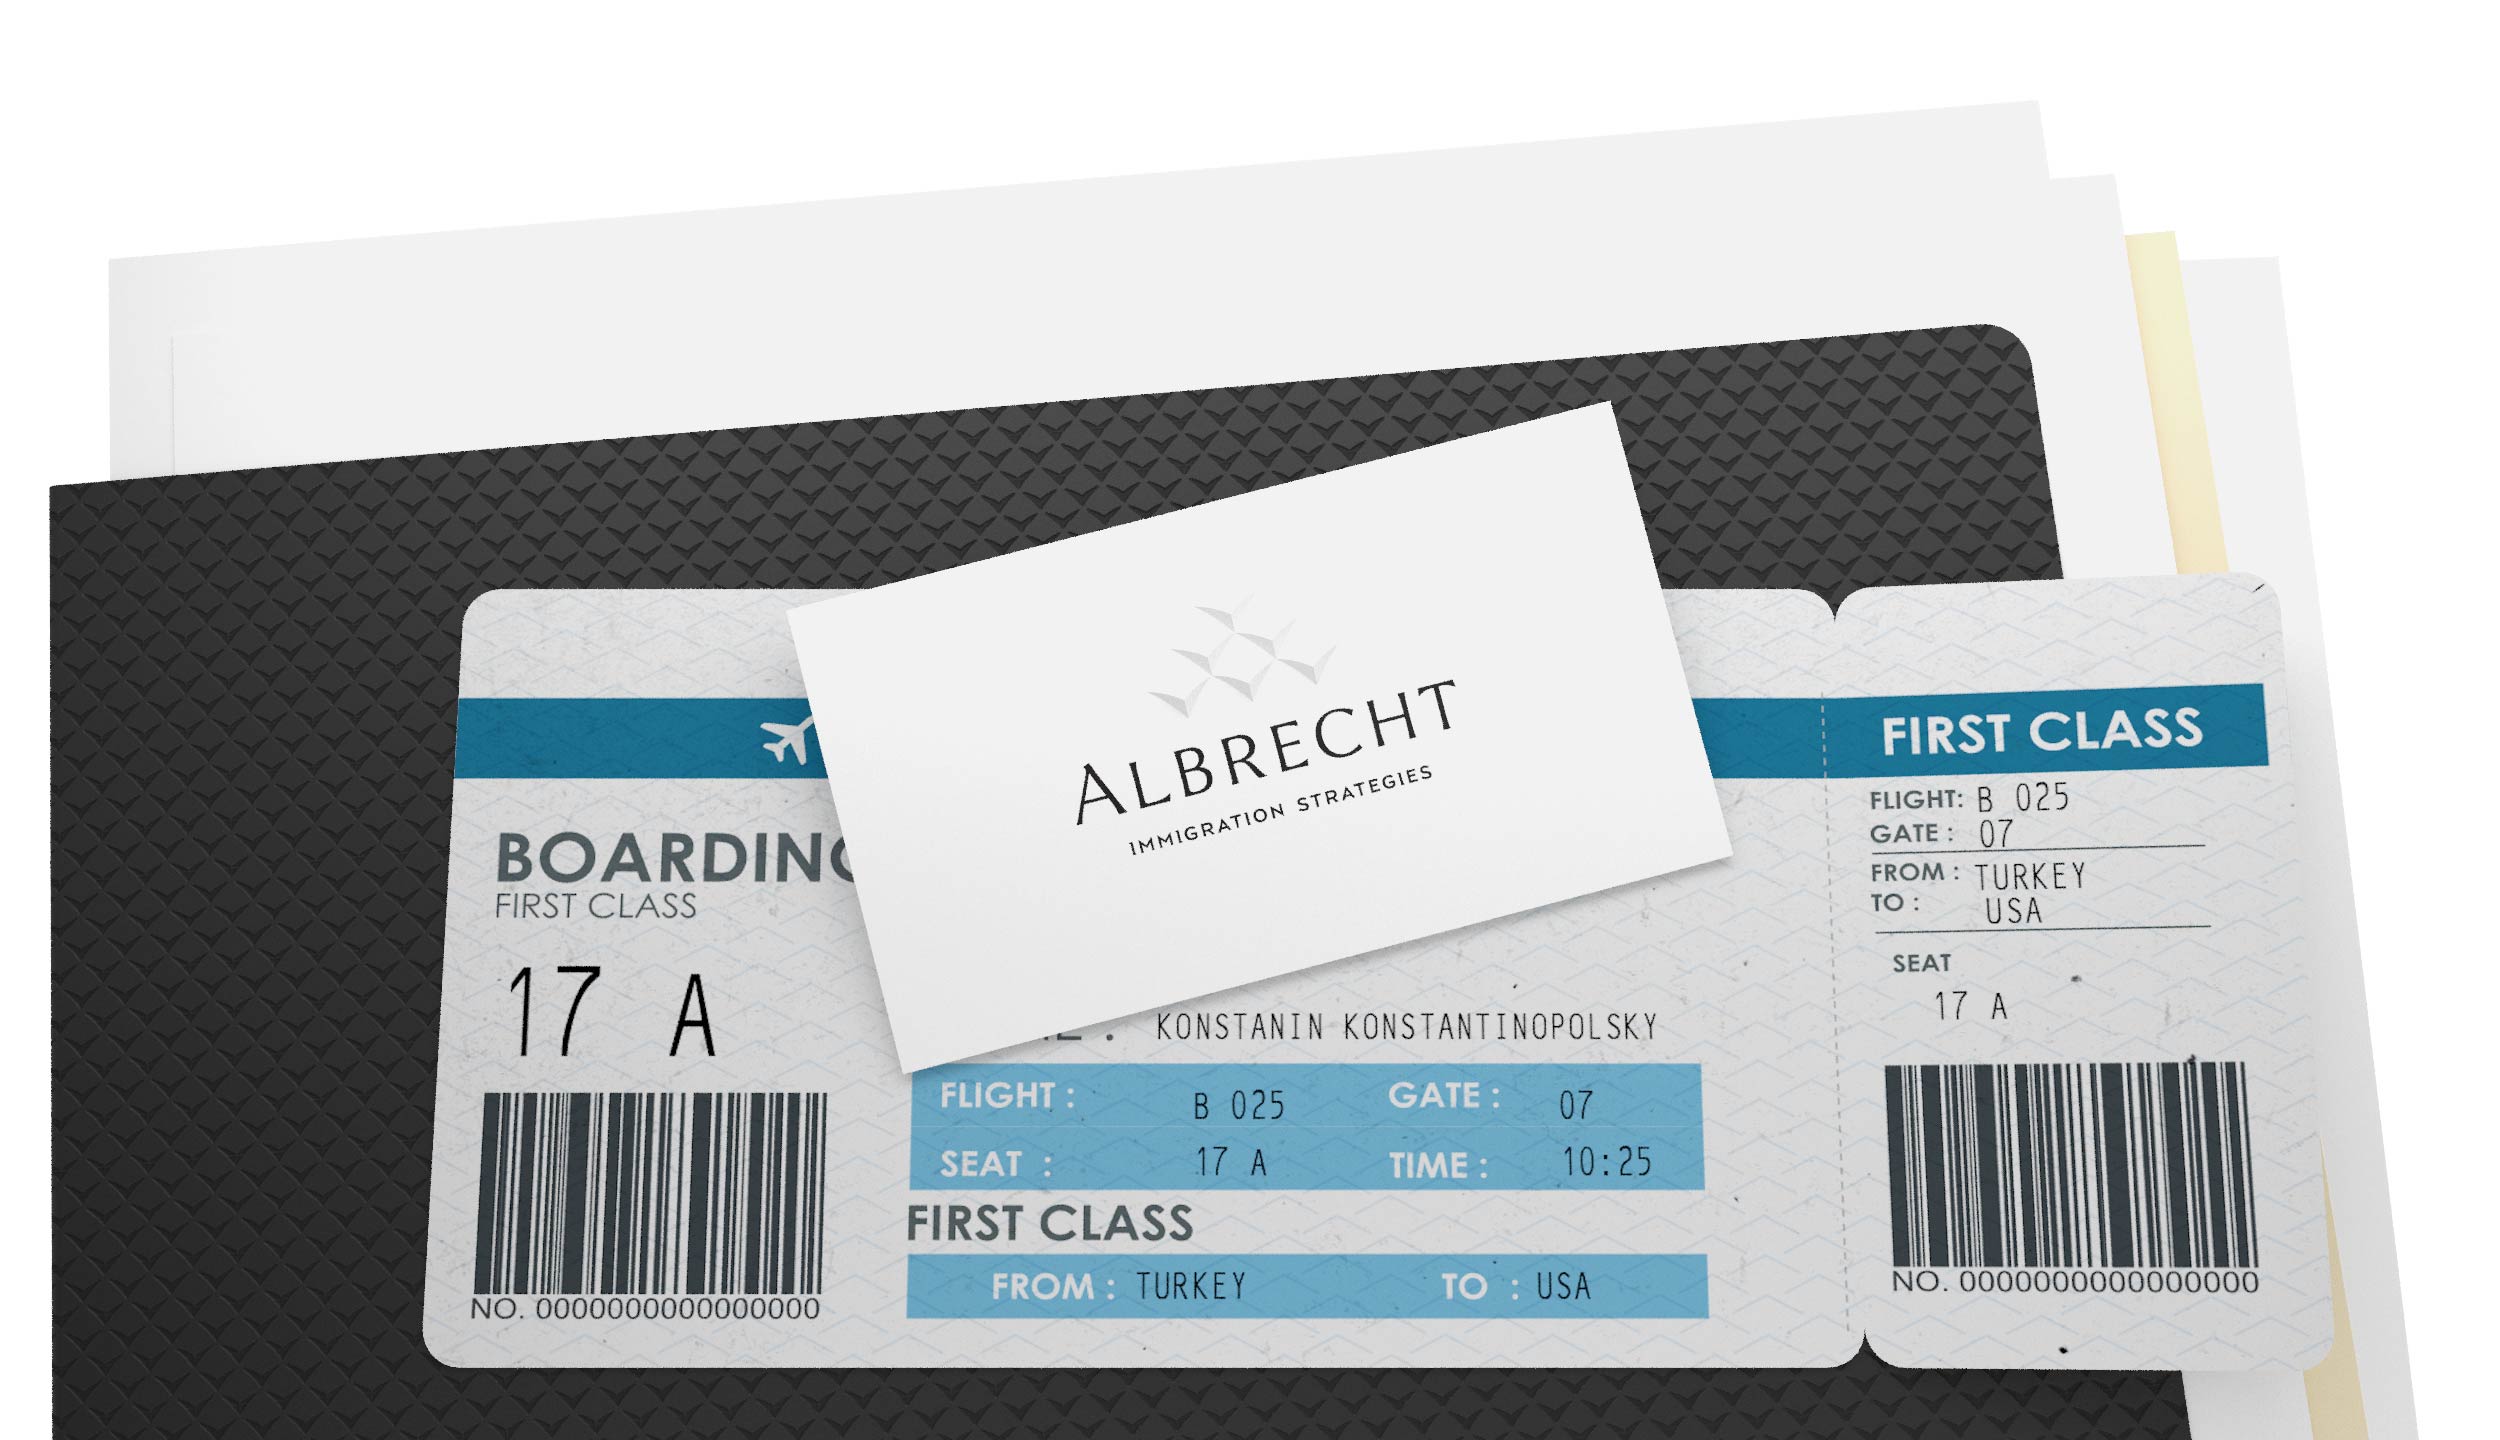 ALBRECHT
IMMIGRATION STRATEGIES
BOARDING
FIRST CLASS
17 A
NO. 0000000000000000
KONSTANIN KONSTANTINOPOLSKY
FLIGHT : B 025 GATE : 07
SEAT : 17 A TIME : 10:25
FIRST CLASS
FROM : TURKEY TO : USA
FIRST CLASS
FLIGHT: B 025
GATE : 07
FROM : TURKEY
TO : USA
SEAT
17 A
NO. 0000000000000000